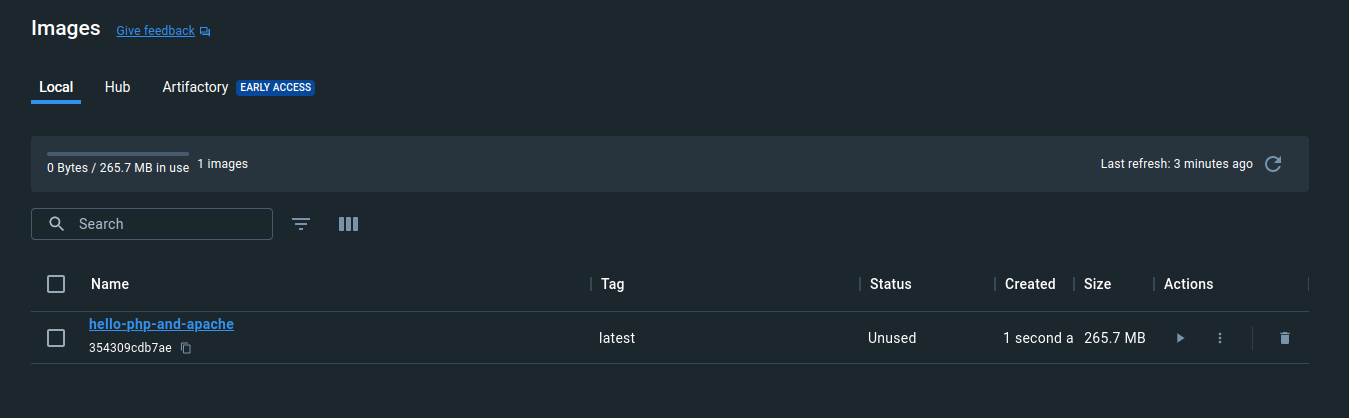 Images Give feedback
Local Hub Artifactory EARLY ACCESS
0 Bytes / 265.7 MB in use 1 images Last refresh: 3 minutes ago
Search
Name Tag Status Created Size Actions
hello-php-and-apache
354309cdb7ae latest Unused 1 second a 265.7 MB